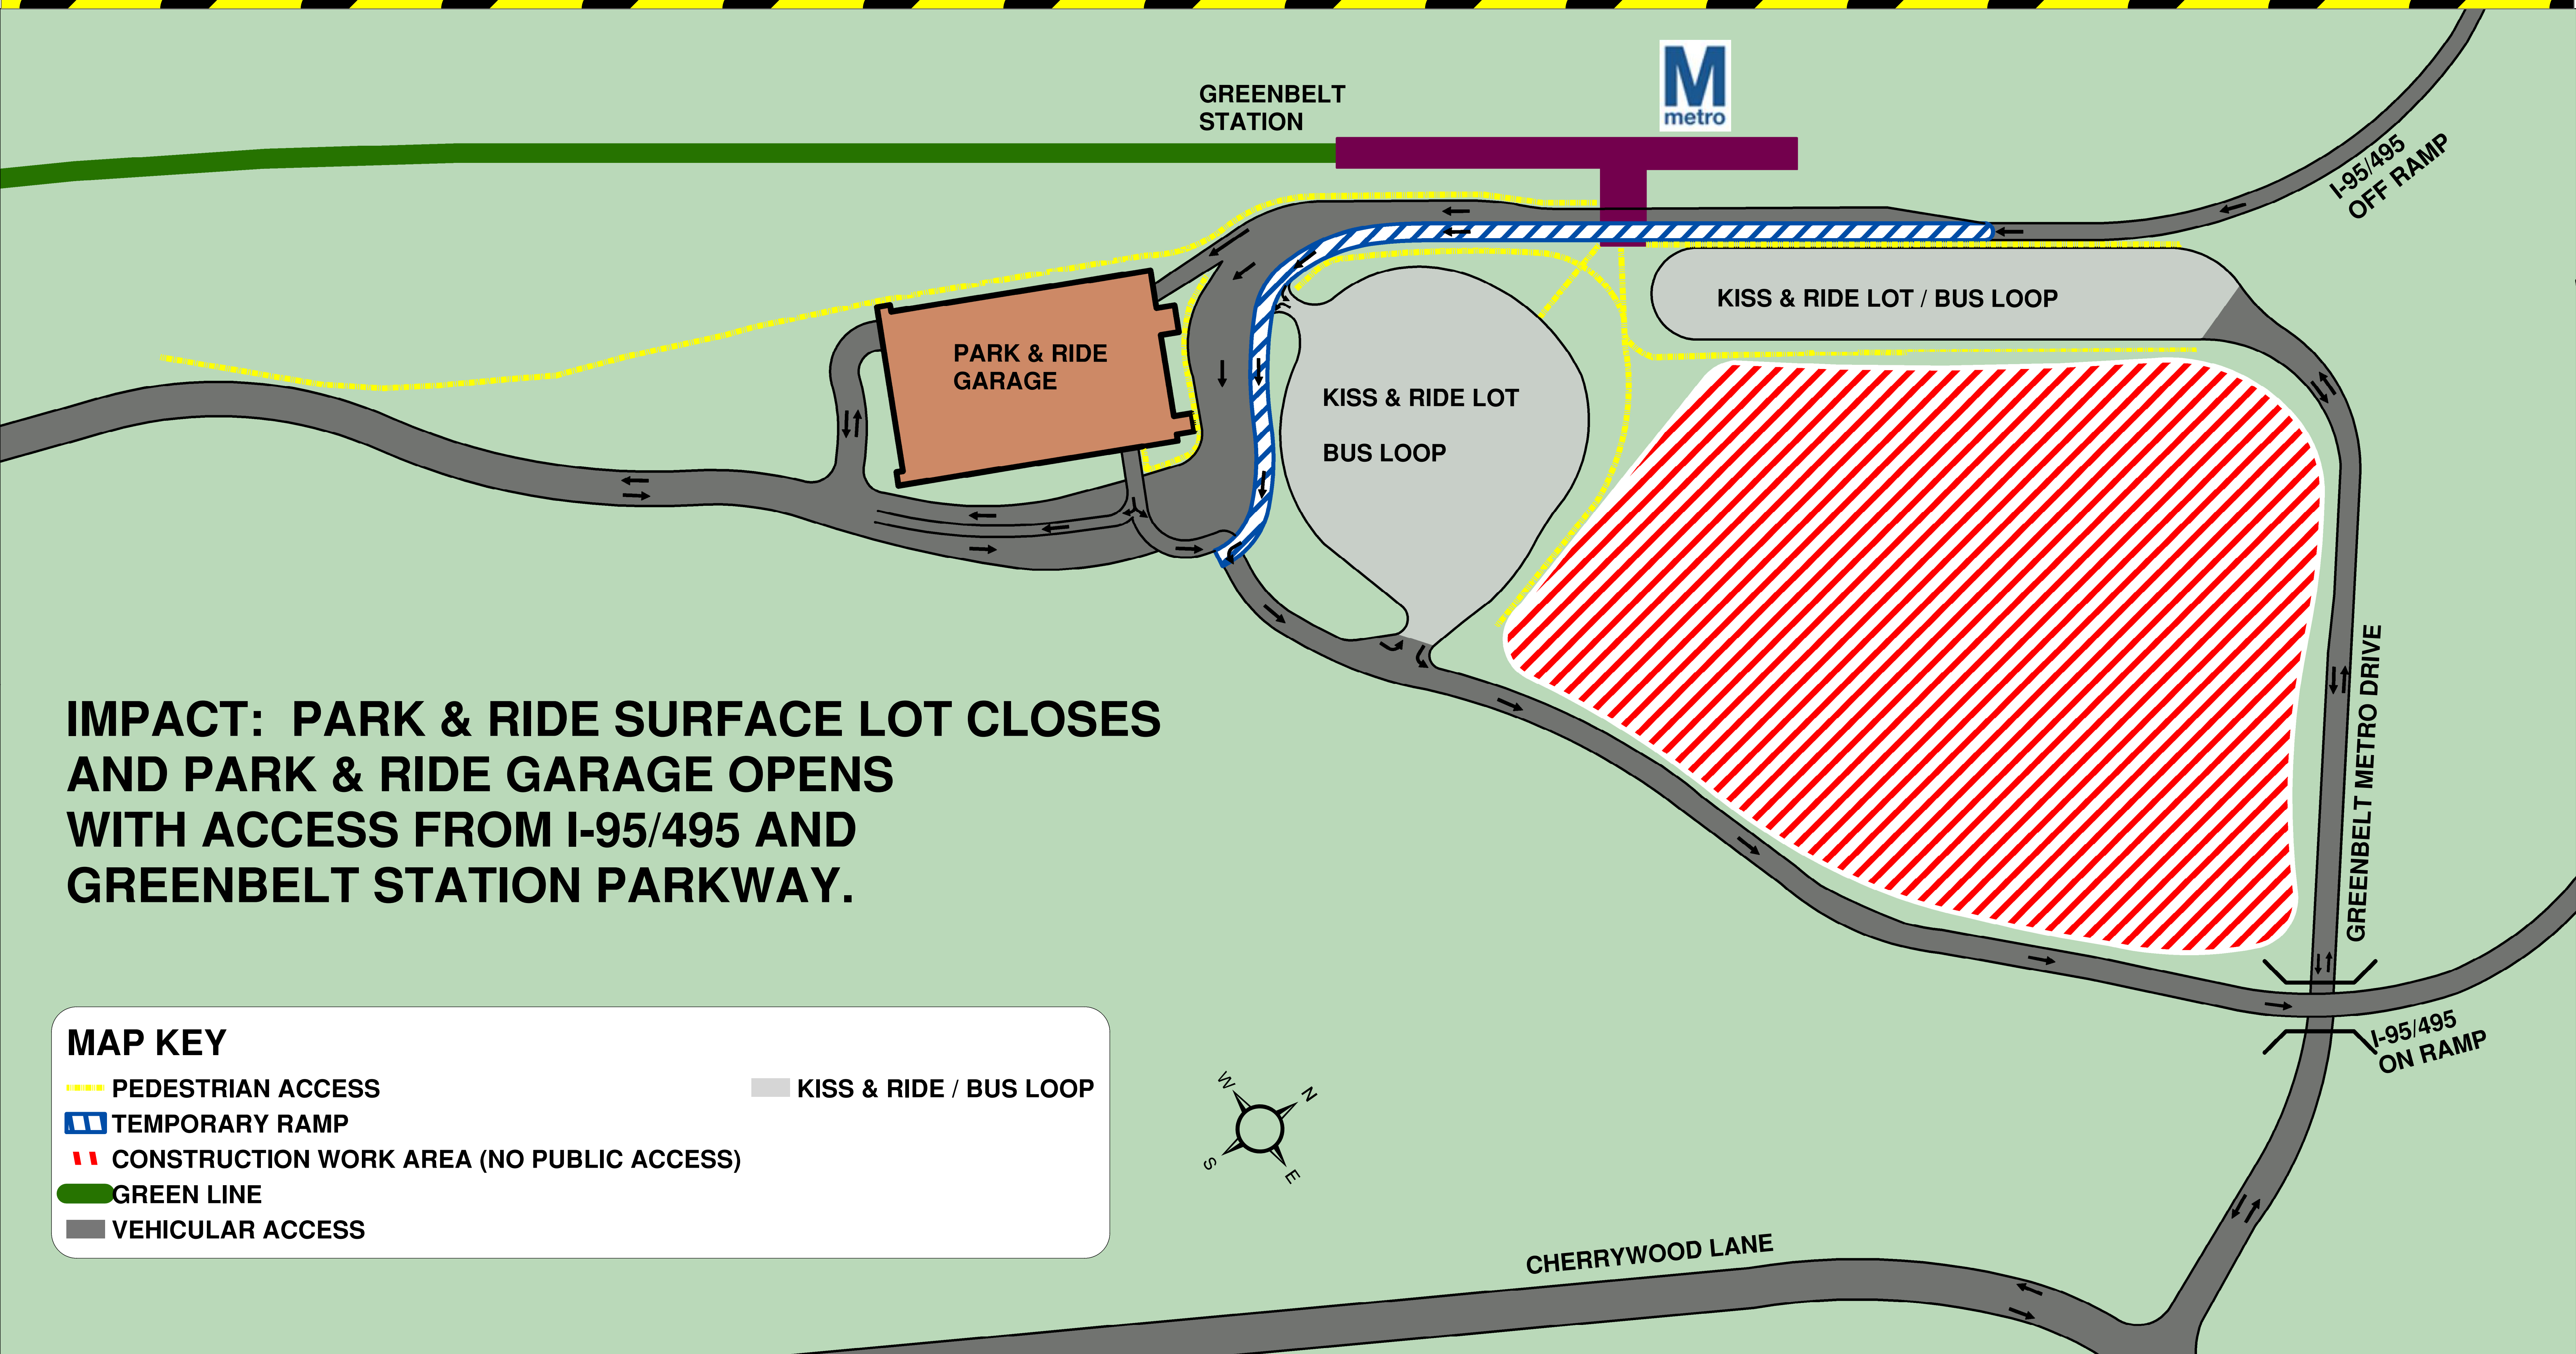 M
metro
GREENBELT
STATION
I-95/495
OFF RAMP
KISS & RIDE LOT / BUS LOOP
PARK & RIDE
GARAGE
KISS & RIDE LOT
BUS LOOP
GREENBELT METRO DRIVE
IMPACT:  PARK & RIDE SURFACE LOT CLOSES
AND PARK & RIDE GARAGE OPENS
WITH ACCESS FROM I-95/495 AND
GREENBELT STATION PARKWAY.
I-95/495
ON RAMP
MAP KEY
PEDESTRIAN ACCESS
TEMPORARY RAMP
CONSTRUCTION WORK AREA (NO PUBLIC ACCESS)
GREEN LINE
VEHICULAR ACCESS
KISS & RIDE / BUS LOOP
W
N
S
E
CHERRYWOOD LANE